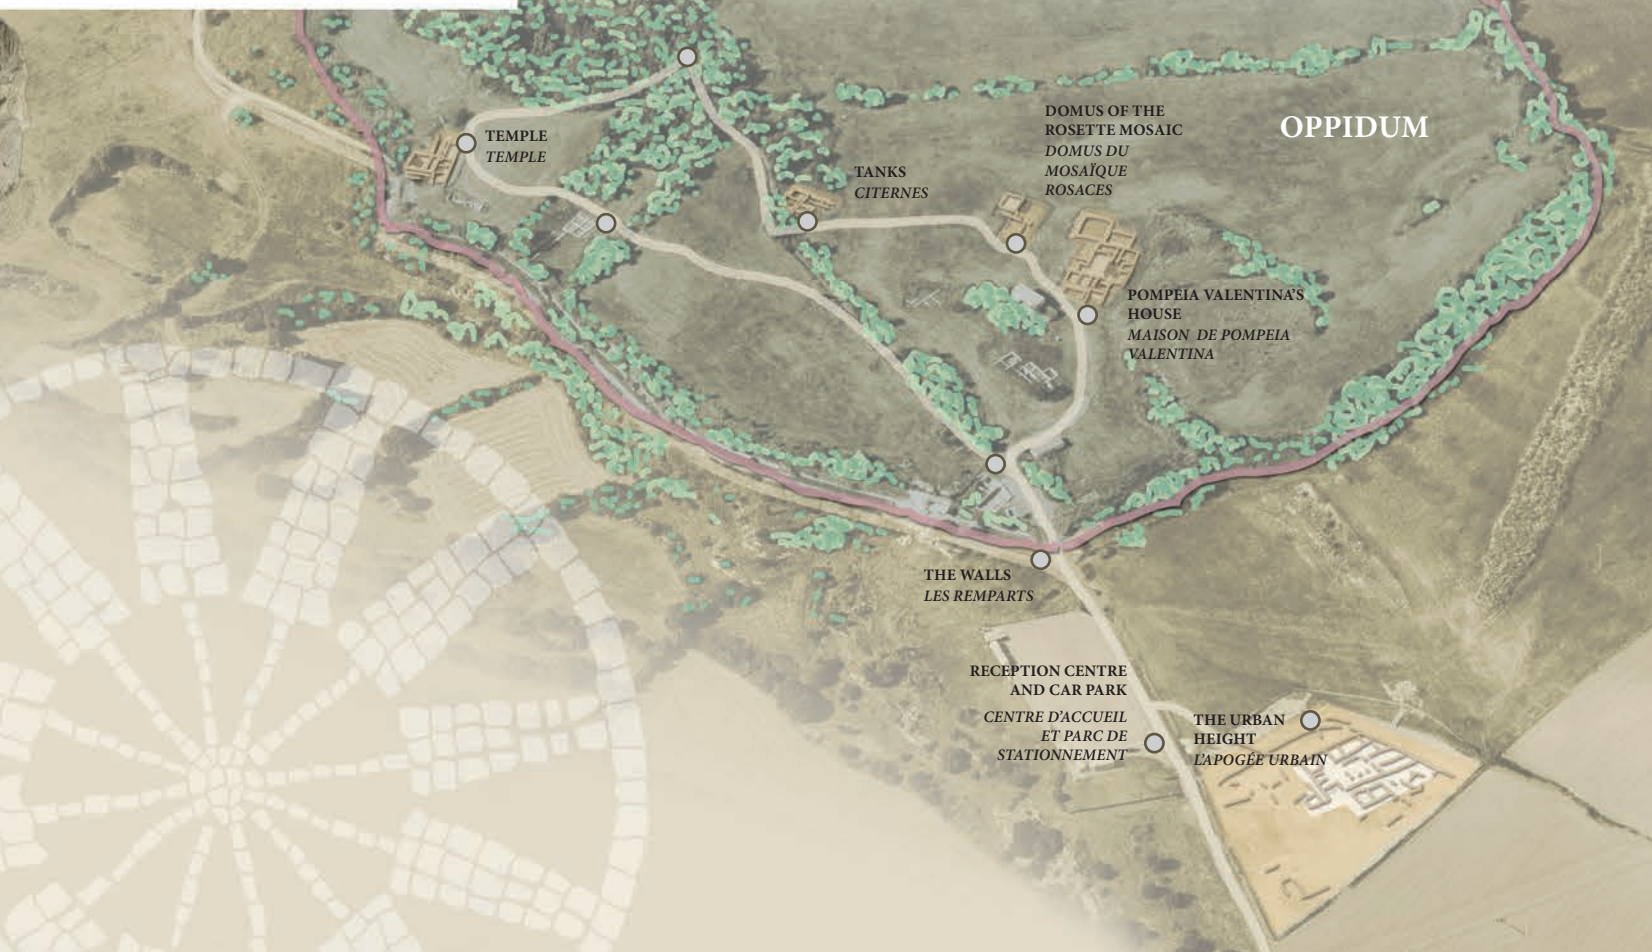 OPPIDUM
DOMUS OF THE
ROSETTE MOSAIC
DOMUS DU
MOSAÏQUE
ROSACES
TEMPLE
TEMPLE
TANKS
CITERNES
POMPEIA VALENTINA'S
HOUSE
MAISON DE POMPEIA
VALENTINA
THE WALLS
LES REMPARTS
RECEPTION CENTRE
AND CAR PARK
CENTRE D'ACCUEIL
ET PARC DE
STATIONNEMENT
THE URBAN
HEIGHT
L'APOGÉE URBAIN